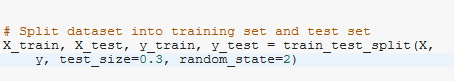 # Split dataset into training set and test set
X_train, X_test, y_train, y_test = train_test_split(X,
y, test_size=0.3, random_state=2)